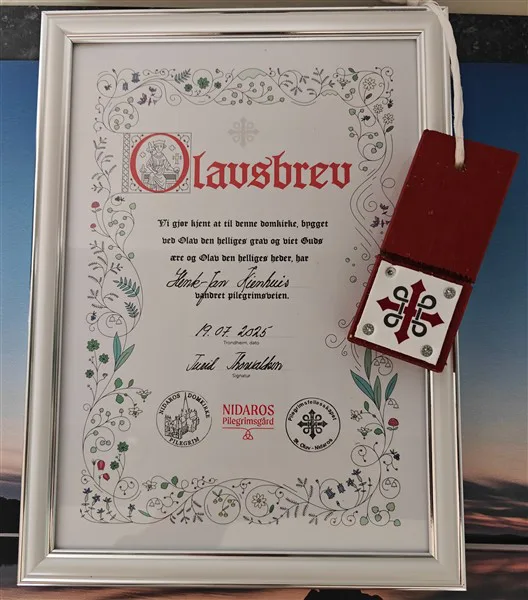 Olavsbrev
Vi gjør kjent at til denne domkirke, bygget
ved Olav den helliges grav og viet Guds
ære og Olav den helliges heder, har
Henk-Jan Kienhuis
vandret pilegrimsveien.
19.07.2025
Trondheim, dato
Turid Thorvaldsen
Signatur
NIDAROS DOMKIRKE
PILEGRIM
NIDAROS
Pilegrimsgård
Pilegrimsfellesskapet
St. Olav - Nidaros